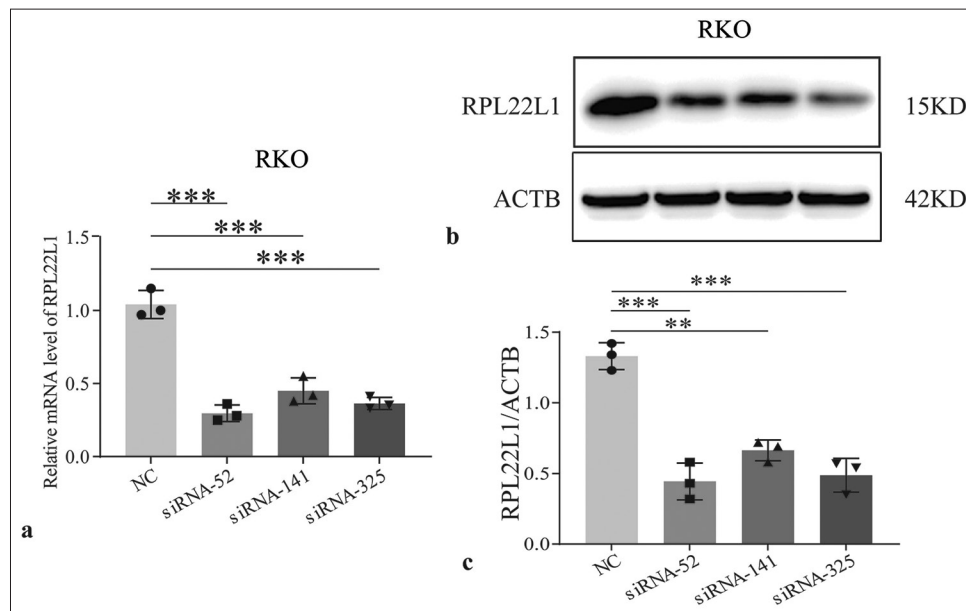 RKO
***
***
***
Relative mRNA level of RPL22L1
1.5
1.0
0.5
0.0
NC
siRNA-52
siRNA-141
siRNA-325
a
RKO
RPL22L1
15KD
ACTB
42KD
b
***
***
**
RPL22L1/ACTB
1.5
1.0
0.5
0.0
NC
siRNA-52
siRNA-141
siRNA-325
c